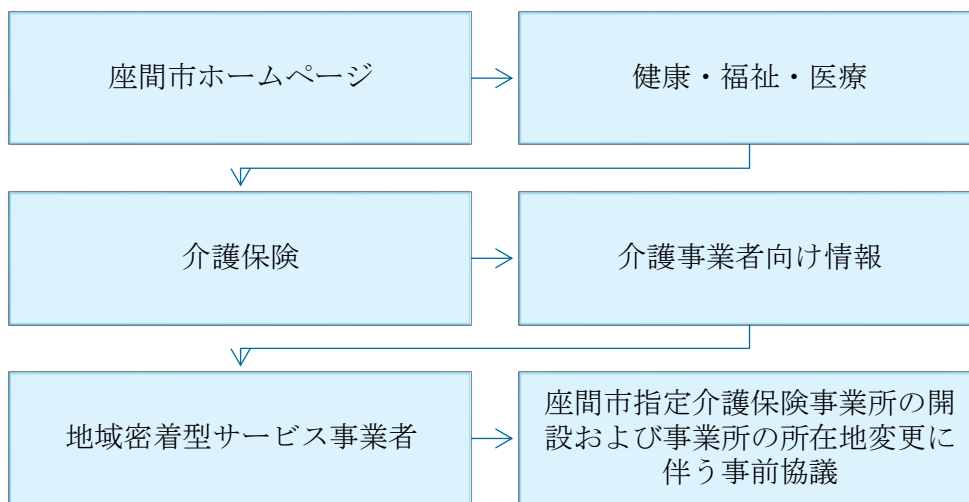 座間市ホームページ
健康・福祉・医療
介護保険
介護事業者向け情報
地域密着型サービス事業者
座間市指定介護保険事業所の開
設および事業所の所在地変更に
伴う事前協議